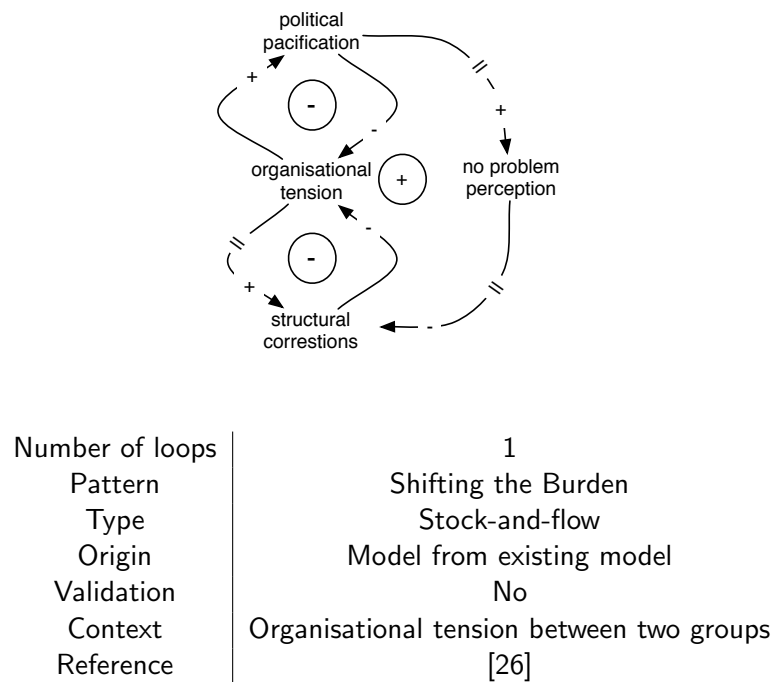 political
pacification
+
-
-
//
+
organisational
tension
+
no problem
perception
//
-
-
+
//
structural
correstions
-
Number of loops 1
Pattern Shifting the Burden
Type Stock-and-flow
Origin Model from existing model
Validation No
Context Organisational tension between two groups
Reference [26]